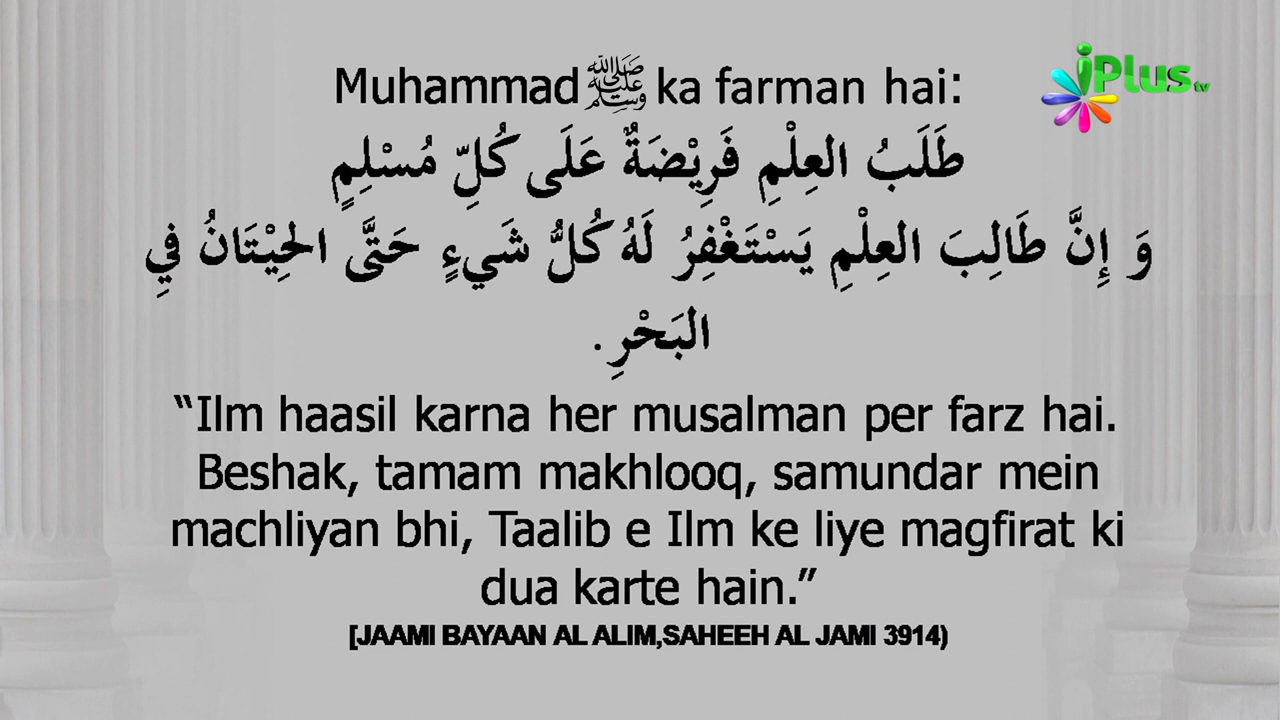 iPlus tv
Muhammad ﷺ ka farman hai:
طَلَبُ العِلْمِ فَرِيْضَةٌ عَلَى كُلِّ مُسْلِمٍ
وَ إِنَّ طَالِبَ العِلْمِ يَسْتَغْفِرُ لَهُ كُلُّ شَيءٍ حَتَّى الحِيْتَانُ فِي
البَحْرِ.
“Ilm haasil karna her musalman per farz hai.
Beshak, tamam makhlooq, samundar mein
machliyan bhi, Taalib e Ilm ke liye magfirat ki
dua karte hain.”
[JAAMI BAYAAN AL ALIM,SAHEEH AL JAMI 3914)